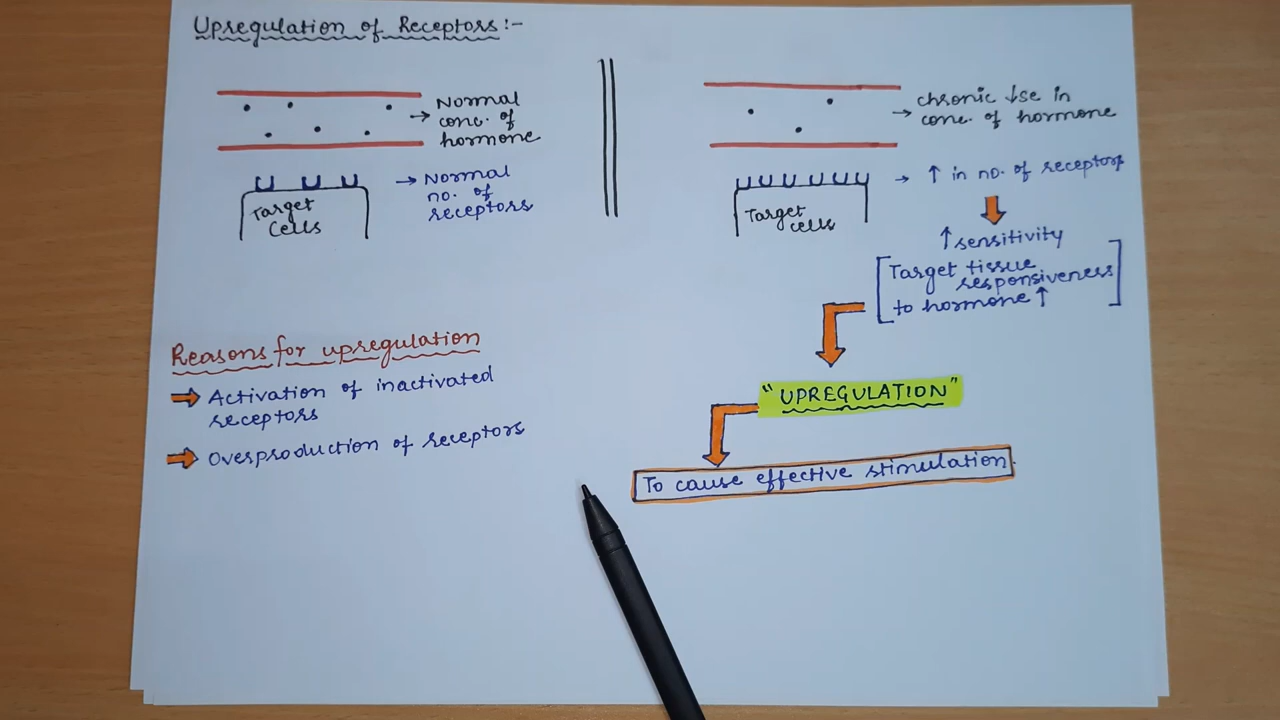 Upregulation of Receptors:-
→ Normal
conc. of
hormone
→ Normal
no. of
receptors
Target
Cells
→ chronic ↓se in
conc. of hormone
→ ↑ in no. of receptors
Target
cells
↑ sensitivity
[Target tissue
responsiveness
to hormone ↑]
Reasons for upregulation
⇒ Activation of inactivated
receptors
⇒ Overproduction of receptors
"UPREGULATION"
To cause effective stimulation.